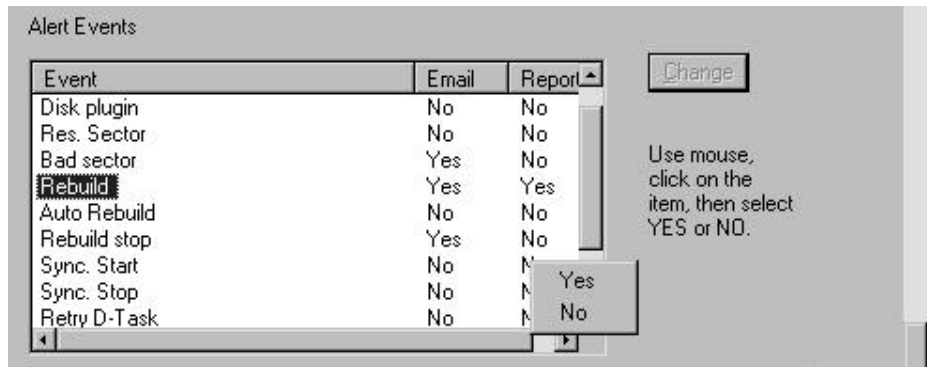 Alert Events
Event Email Report
Change
Disk plugin No No
Res. Sector No No
Bad sector Yes No
Rebuild Yes Yes
Auto Rebuild No No
Rebuild stop Yes No
Sync. Start No
Sync. Stop No
Retry D-Task No
Yes
No
Use mouse,
click on the
item, then select
YES or NO.